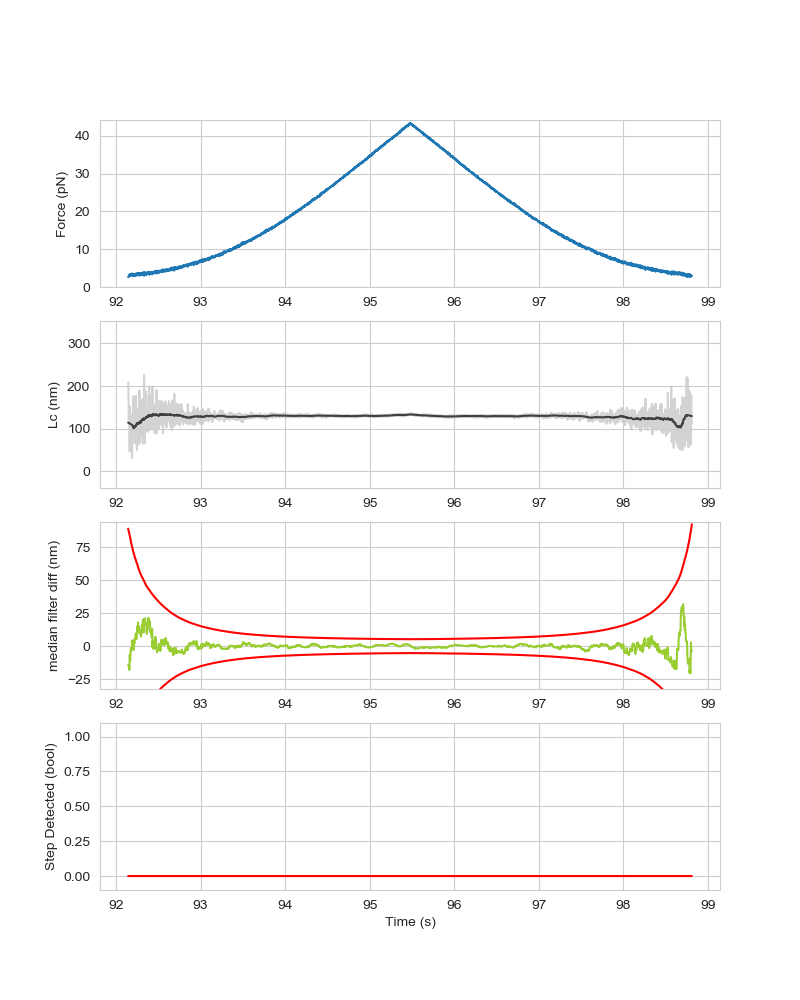 40
30
20
10
0
Force (pN)
92 93 94 95 96 97 98 99
300
200
100
0
Lc (nm)
92 93 94 95 96 97 98 99
75
50
25
0
−25
median filter diff (nm)
92 93 94 95 96 97 98 99
1.00
0.75
0.50
0.25
0.00
Step Detected (bool)
92 93 94 95 96 97 98 99
Time (s)